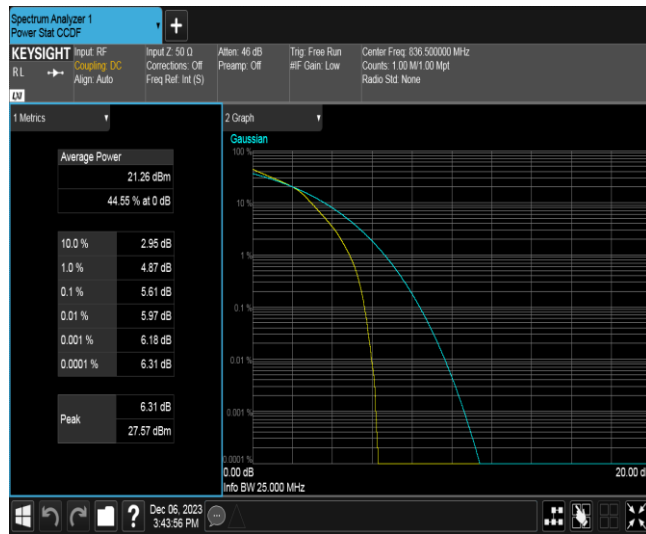 Spectrum Analyzer 1
Power Stat CCDF
+
KEYSIGHT
RL
LXI
Input: RF
Coupling: DC
Align: Auto
Input Z: 50 Ω
Corrections: Off
Freq Ref: Int (S)
Atten: 46 dB
Preamp: Off
Trig: Free Run
#IF Gain: Low
Center Freq: 836.500000 MHz
Counts: 1.00 M/1.00 Mpt
Radio Std: None
1 Metrics
Average Power
21.26 dBm
44.55 % at 0 dB
10.0 % 2.95 dB
1.0 % 4.87 dB
0.1 % 5.61 dB
0.01 % 5.97 dB
0.001 % 6.18 dB
0.0001 % 6.31 dB
Peak
6.31 dB
27.57 dBm
2 Graph
Gaussian
100 %
10 %
1 %
0.1 %
0.01 %
0.001 %
0.0001 %
0.00 dB
20.00 d
Info BW 25.000 MHz
?
Dec 06, 2023
3:43:56 PM